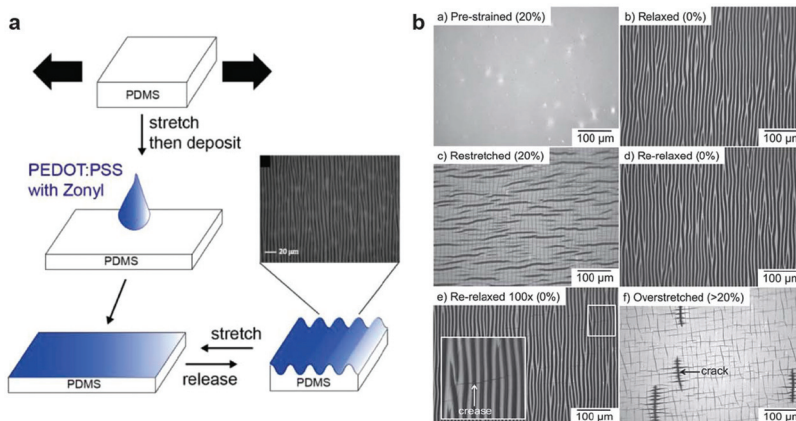 a
PDMS
stretch
then deposit
PEDOT:PSS
with Zonyl
PDMS
20 µm
stretch
release
PDMS
PDMS
b
a) Pre-strained (20%)
100 µm
b) Relaxed (0%)
100 µm
c) Restretched (20%)
100 µm
d) Re-relaxed (0%)
100 µm
e) Re-relaxed 100x (0%)
crease
100 µm
f) Overstretched (>20%)
crack
100 µm